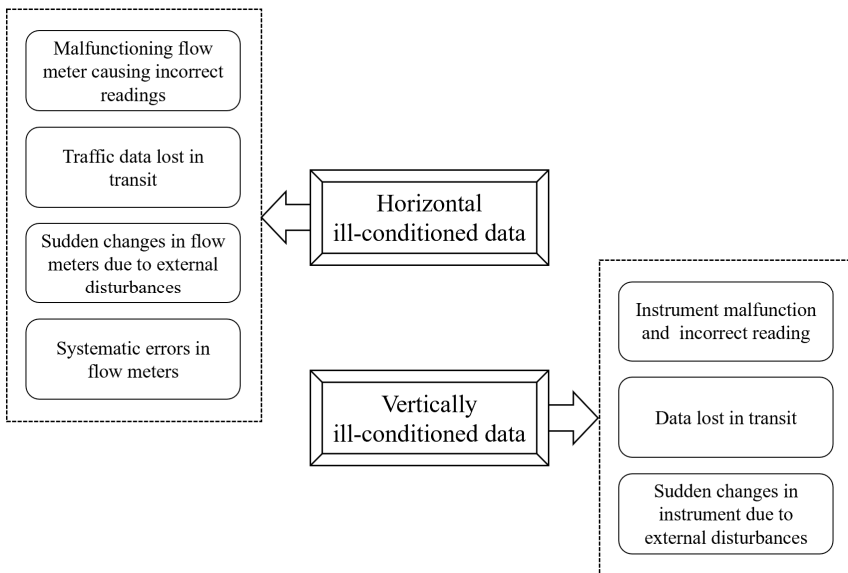 Malfunctioning flow
meter causing incorrect
readings
Traffic data lost in
transit
Sudden changes in flow
meters due to external
disturbances
Systematic errors in
flow meters
Horizontal
ill-conditioned data
Vertically
ill-conditioned data
Instrument malfunction
and incorrect reading
Data lost in transit
Sudden changes in
instrument due to
external disturbances